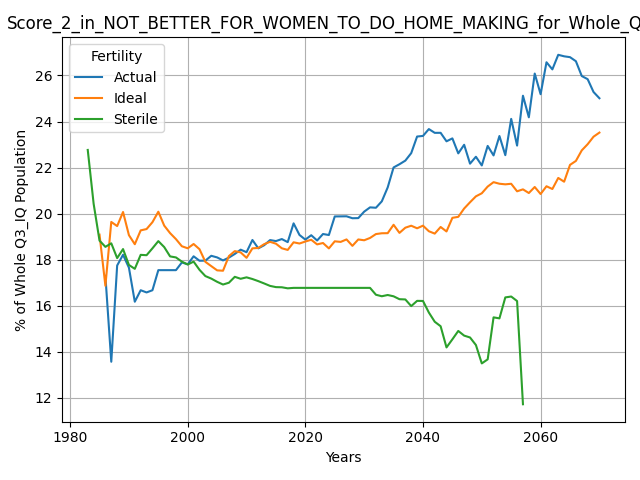 Score_2_in_NOT_BETTER_FOR_WOMEN_TO_DO_HOME_MAKING_for_Whole_Q
Fertility
Actual
Ideal
Sterile
% of Whole Q3_IQ Population
26
24
22
20
18
16
14
12
1980 2000 2020 2040 2060
Years